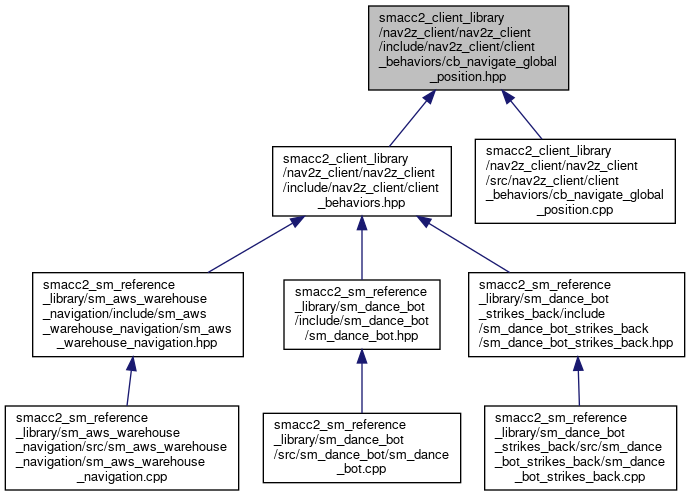 smacc2_client_library
/nav2z_client/nav2z_client
/include/nav2z_client/client
_behaviors/cb_navigate_global
_position.hpp
smacc2_client_library
/nav2z_client/nav2z_client
/include/nav2z_client/client
_behaviors.hpp
smacc2_client_library
/nav2z_client/nav2z_client
/src/nav2z_client/client
_behaviors/cb_navigate_global
_position.cpp
smacc2_sm_reference
_library/sm_aws_warehouse
_navigation/include/sm_aws
_warehouse_navigation/sm_aws
_warehouse_navigation.hpp
smacc2_sm_reference
_library/sm_dance_bot
/include/sm_dance_bot
/sm_dance_bot.hpp
smacc2_sm_reference
_library/sm_dance_bot
_strikes_back/include
/sm_dance_bot_strikes_back
/sm_dance_bot_strikes_back.hpp
smacc2_sm_reference
_library/sm_aws_warehouse
_navigation/src/sm_aws_warehouse
_navigation/sm_aws_warehouse
_navigation.cpp
smacc2_sm_reference
_library/sm_dance_bot
/src/sm_dance_bot/sm_dance
_bot.cpp
smacc2_sm_reference
_library/sm_dance_bot
_strikes_back/src/sm_dance
_bot_strikes_back/sm_dance
_bot_strikes_back.cpp